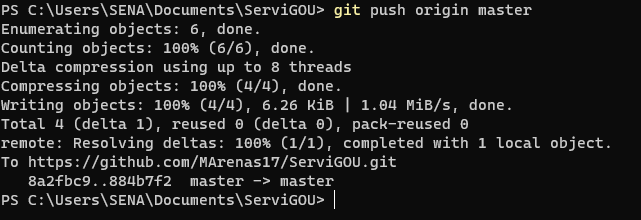 PS C:\Users\SENA\Documents\ServiGOU> git push origin master
Enumerating objects: 6, done.
Counting objects: 100% (6/6), done.
Delta compression using up to 8 threads
Compressing objects: 100% (4/4), done.
Writing objects: 100% (4/4), 6.26 KiB | 1.04 MiB/s, done.
Total 4 (delta 1), reused 0 (delta 0), pack-reused 0
remote: Resolving deltas: 100% (1/1), completed with 1 local object.
To https://github.com/MArenas17/ServiGOU.git
   8a2fbc9..884b7f2  master -> master
PS C:\Users\SENA\Documents\ServiGOU>